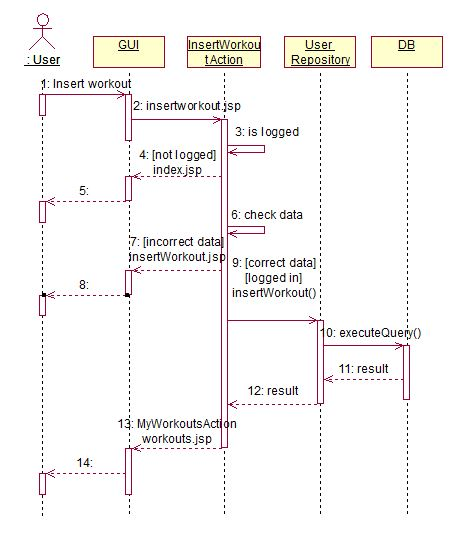 : User
GUI
InsertWorkou
tAction
User
Repository
DB
1: Insert workout
2: insertworkout.jsp
3: is logged
4: [not logged]
index.jsp
5:
6: check data
7: [incorrect data]
insertWorkout.jsp
8:
9: [correct data]
[logged in]
insertWorkout()
10: executeQuery()
11: result
12: result
13: MyWorkoutsAction
workouts.jsp
14: